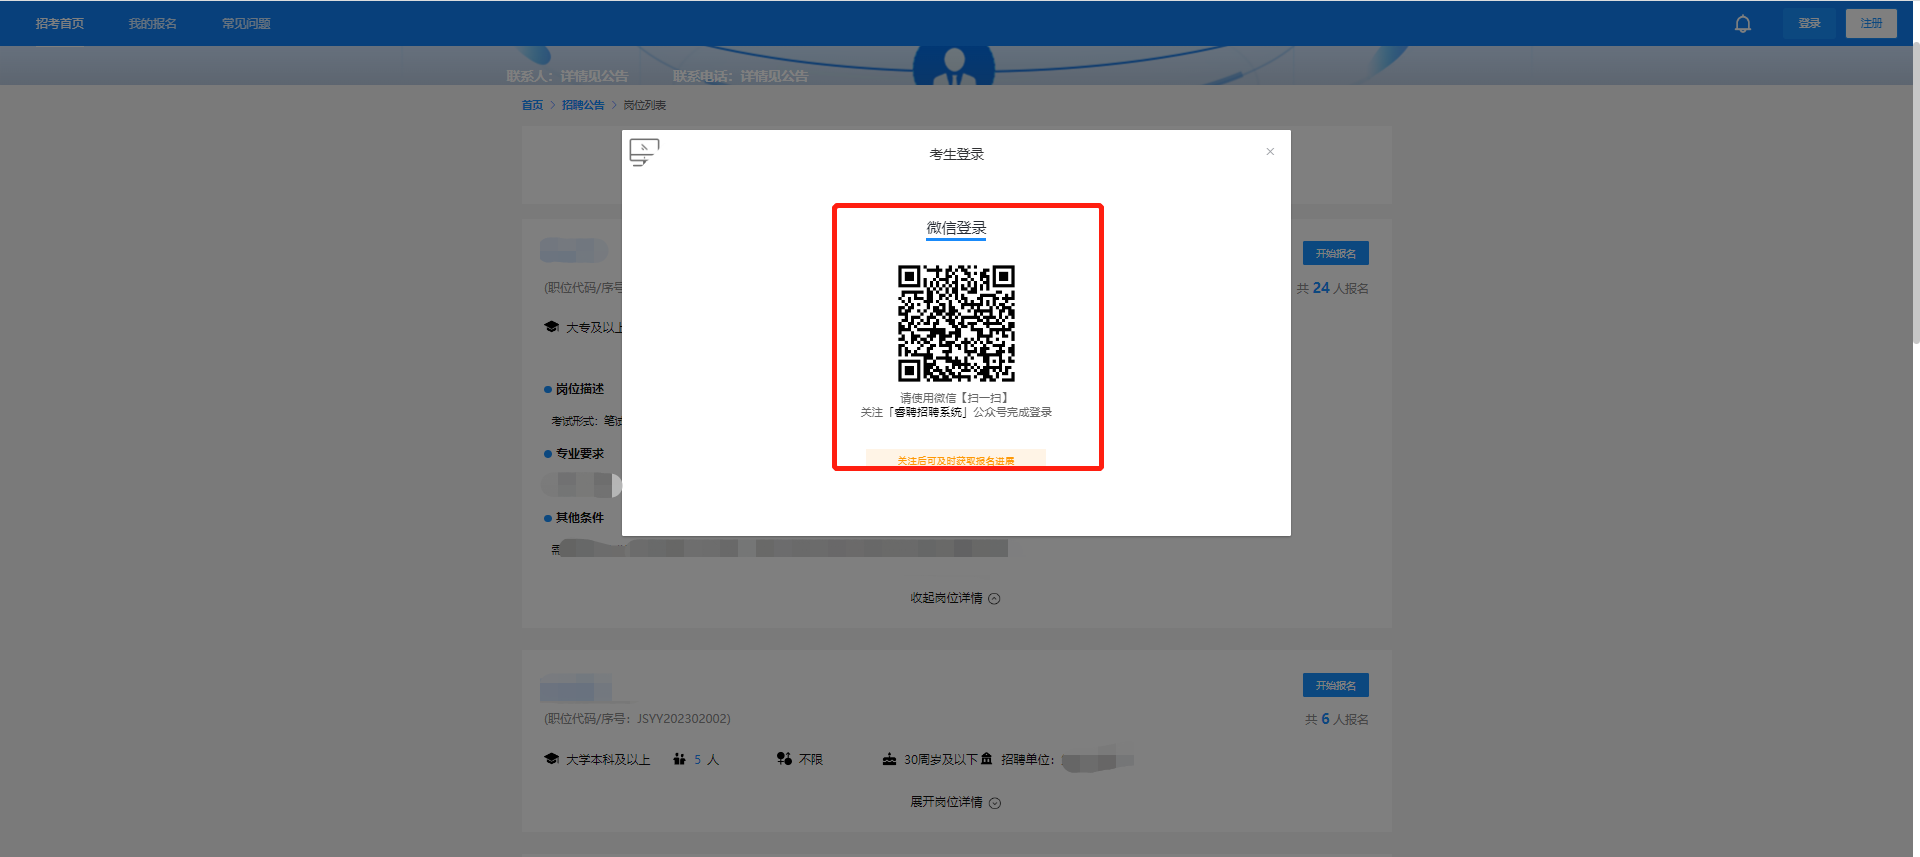 招考首页 我的报名 常见问题 登录 注册
联系人：详情见公告 联系电话：详情见公告
首页 > 招聘公告 > 岗位列表
考生登录 ×
微信登录
请使用微信【扫一扫】
关注「睿聘招聘系统」公众号完成登录
关注后可及时获取报名进展
开始报名
(职位代码/序号
共 24 人报名
大专及以上
岗位描述
考试形式：笔试
专业要求
其他条件
需
收起岗位详情
开始报名
(职位代码/序号：JSYY202302002)
共 6 人报名
大学本科及以上 5 人 不限 30周岁及以下 招聘单位：
展开岗位详情